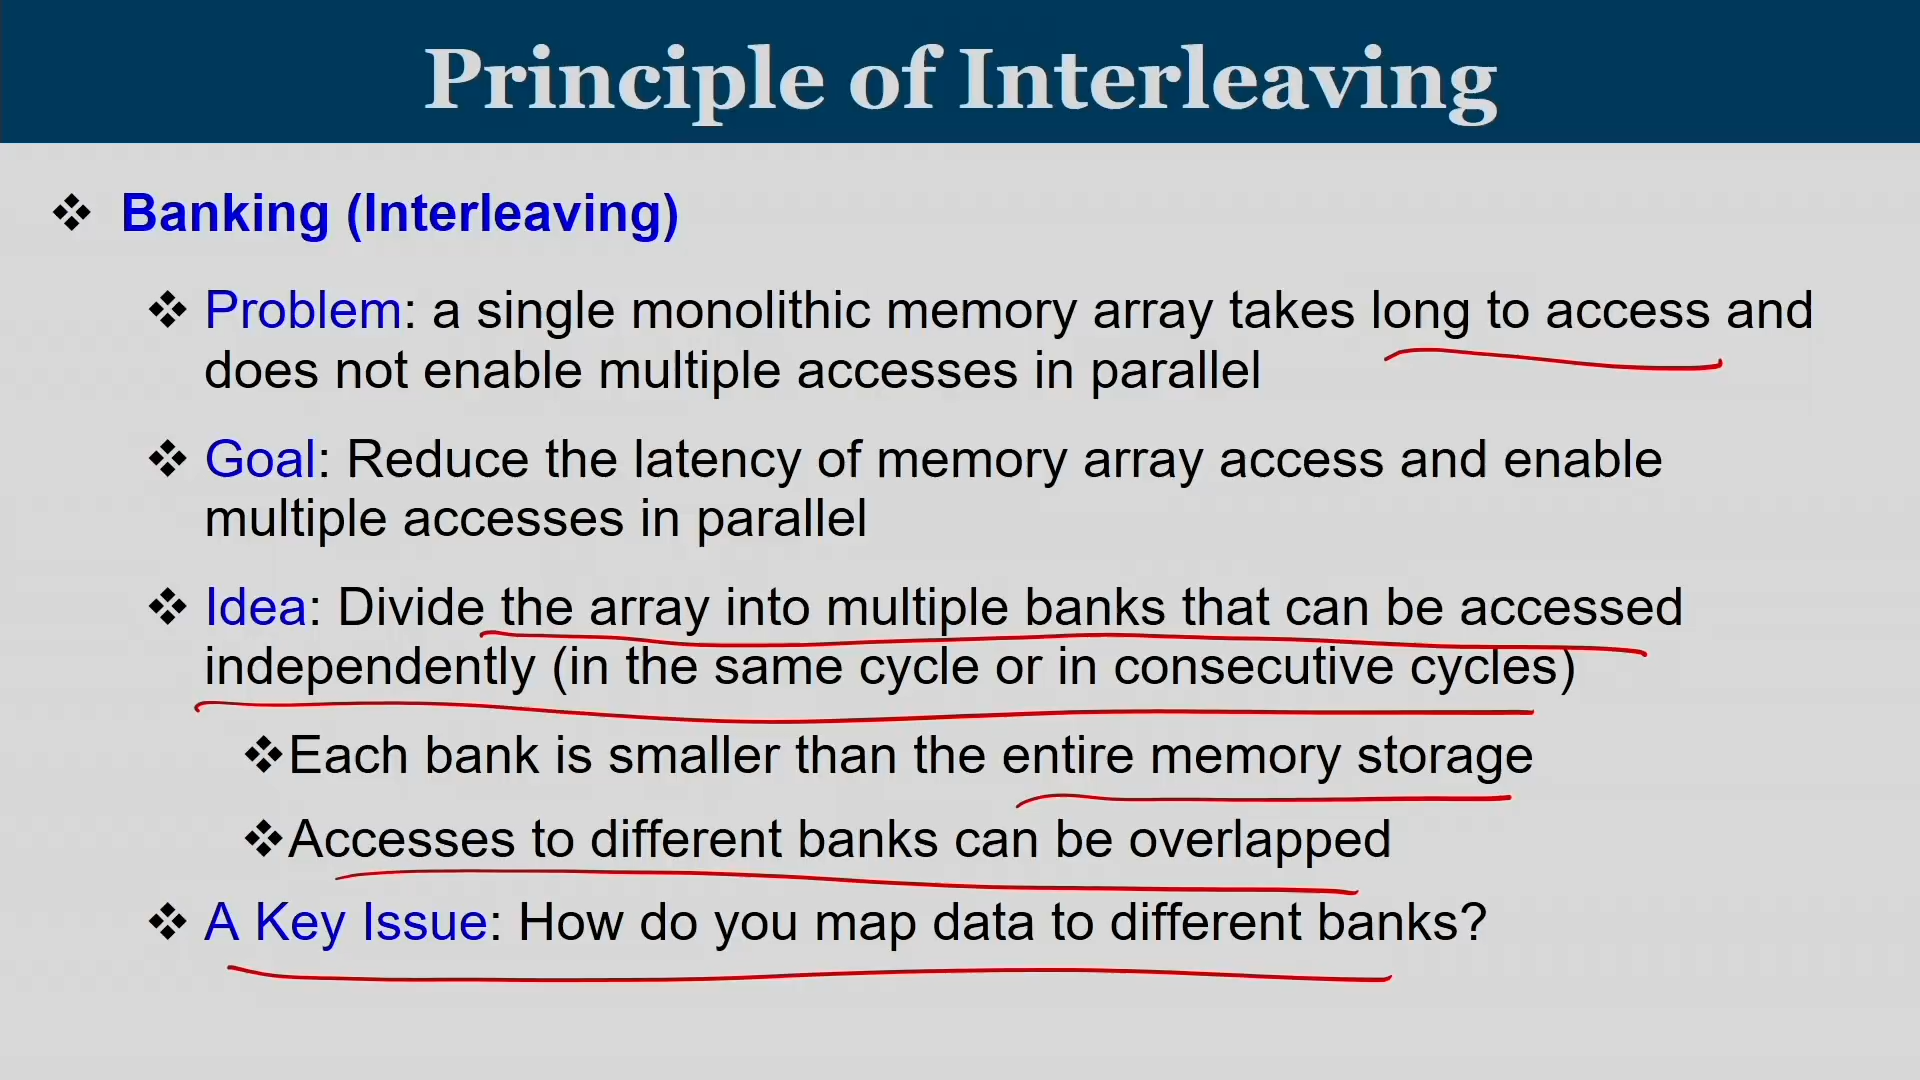 Principle of Interleaving
❖ Banking (Interleaving)
❖ Problem: a single monolithic memory array takes long to access and
does not enable multiple accesses in parallel
❖ Goal: Reduce the latency of memory array access and enable
multiple accesses in parallel
❖ Idea: Divide the array into multiple banks that can be accessed
independently (in the same cycle or in consecutive cycles)
❖Each bank is smaller than the entire memory storage
❖Accesses to different banks can be overlapped
❖ A Key Issue: How do you map data to different banks?